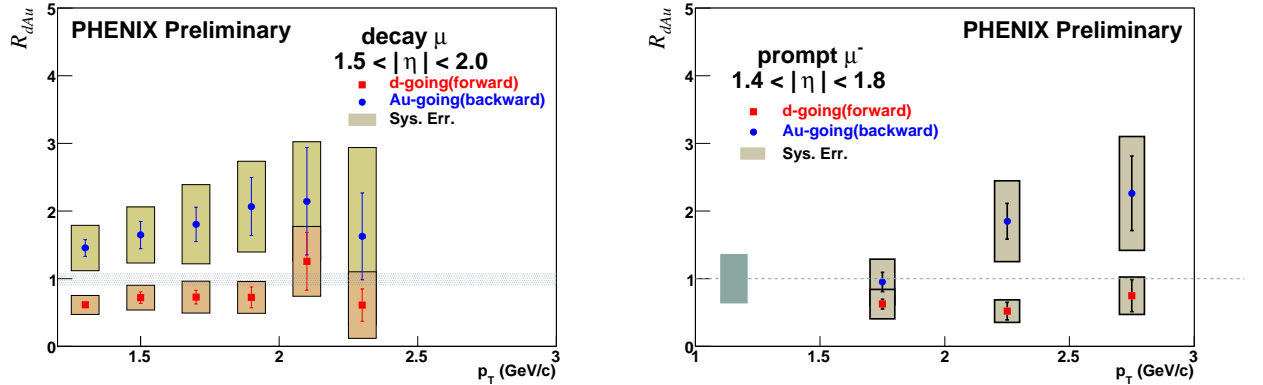 R_dAu
5
PHENIX Preliminary
decay μ
1.5 < | η | < 2.0
d-going(forward)
Au-going(backward)
Sys. Err.
4
3
2
1
0
1.5
2
2.5
3
p_T (GeV/c)
R_dAu
5
PHENIX Preliminary
prompt μ⁻
1.4 < | η | < 1.8
d-going(forward)
Au-going(backward)
Sys. Err.
4
3
2
1
0
1
1.5
2
2.5
3
p_T (GeV/c)